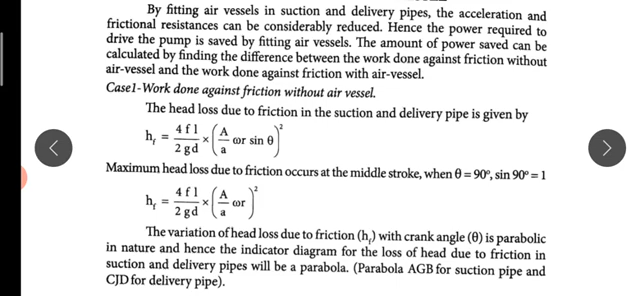 By fitting air vessels in suction and delivery pipes, the acceleration and
frictional resistances can be considerably reduced. Hence the power required to
drive the pump is saved by fitting air vessels. The amount of power saved can be
calculated by finding the difference between the work done against friction without
air-vessel and the work done against friction with air-vessel.
Case1-Work done against friction without air vessel.
The head loss due to friction in the suction and delivery pipe is given by
h_f = 4 f l / 2 g d × (A / a ωr sin θ)²
Maximum head loss due to friction occurs at the middle stroke, when θ = 90°, sin 90° = 1
h_f = 4 f l / 2 g d × (A / a ωr)²
The variation of head loss due to friction (h_f) with crank angle (θ) is parabolic
in nature and hence the indicator diagram for the loss of head due to friction in
suction and delivery pipes will be a parabola. (Parabola AGB for suction pipe and
CJD for delivery pipe).